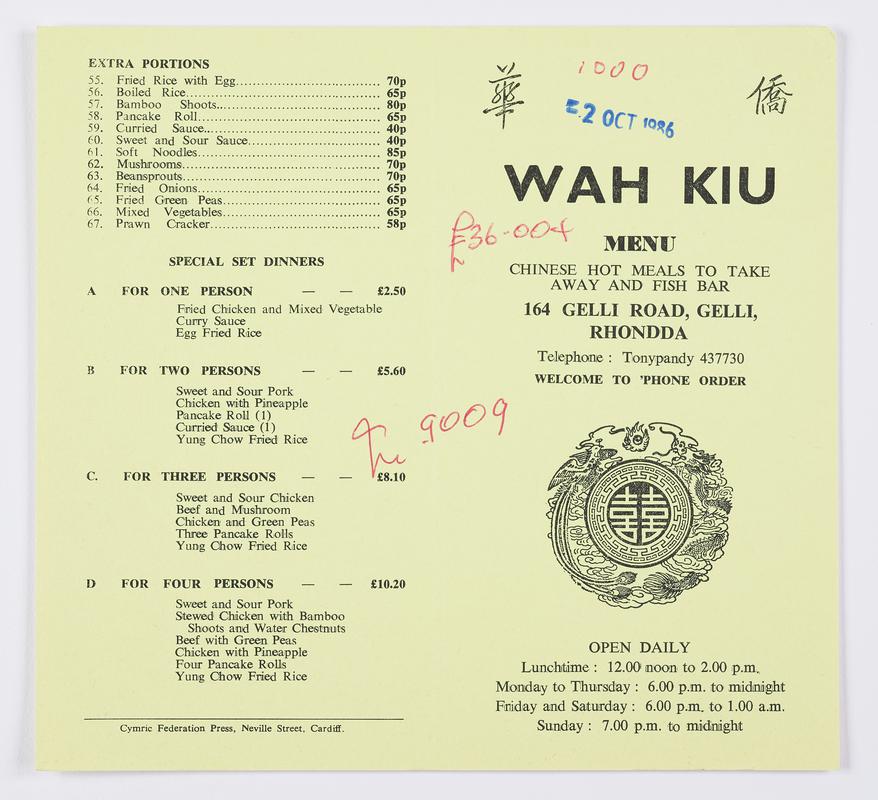 EXTRA PORTIONS
55. Fried Rice with Egg........................ 70p
56. Boiled Rice........................ 65p
57. Bamboo Shoots........................ 80p
58. Pancake Roll........................ 65p
59. Curried Sauce........................ 40p
60. Sweet and Sour Sauce........................ 40p
61. Soft Noodles........................ 85p
62. Mushrooms........................ 70p
63. Beansprouts........................ 70p
64. Fried Onions........................ 65p
65. Fried Green Peas........................ 65p
66. Mixed Vegetables........................ 65p
67. Prawn Cracker........................ 58p
SPECIAL SET DINNERS
A FOR ONE PERSON — — £2.50
Fried Chicken and Mixed Vegetable
Curry Sauce
Egg Fried Rice
B FOR TWO PERSONS — — £5.60
Sweet and Sour Pork
Chicken with Pineapple
Pancake Roll (1)
Curried Sauce (1)
Yung Chow Fried Rice
C. FOR THREE PERSONS — — £8.10
Sweet and Sour Chicken
Beef and Mushroom
Chicken and Green Peas
Three Pancake Rolls
Yung Chow Fried Rice
D FOR FOUR PERSONS — — £10.20
Sweet and Sour Pork
Stewed Chicken with Bamboo
Shoots and Water Chestnuts
Beef with Green Peas
Chicken with Pineapple
Four Pancake Rolls
Yung Chow Fried Rice
Cymric Federation Press, Neville Street, Cardiff.
9009
1000
華 僑
2 OCT 1986
WAH KIU
£36-004
MENU
CHINESE HOT MEALS TO TAKE
AWAY AND FISH BAR
164 GELLI ROAD, GELLI,
RHONDDA
Telephone : Tonypandy 437730
WELCOME TO 'PHONE ORDER
OPEN DAILY
Lunchtime : 12.00 noon to 2.00 p.m.
Monday to Thursday : 6.00 p.m. to midnight
Friday and Saturday : 6.00 p.m. to 1.00 a.m.
Sunday : 7.00 p.m. to midnight